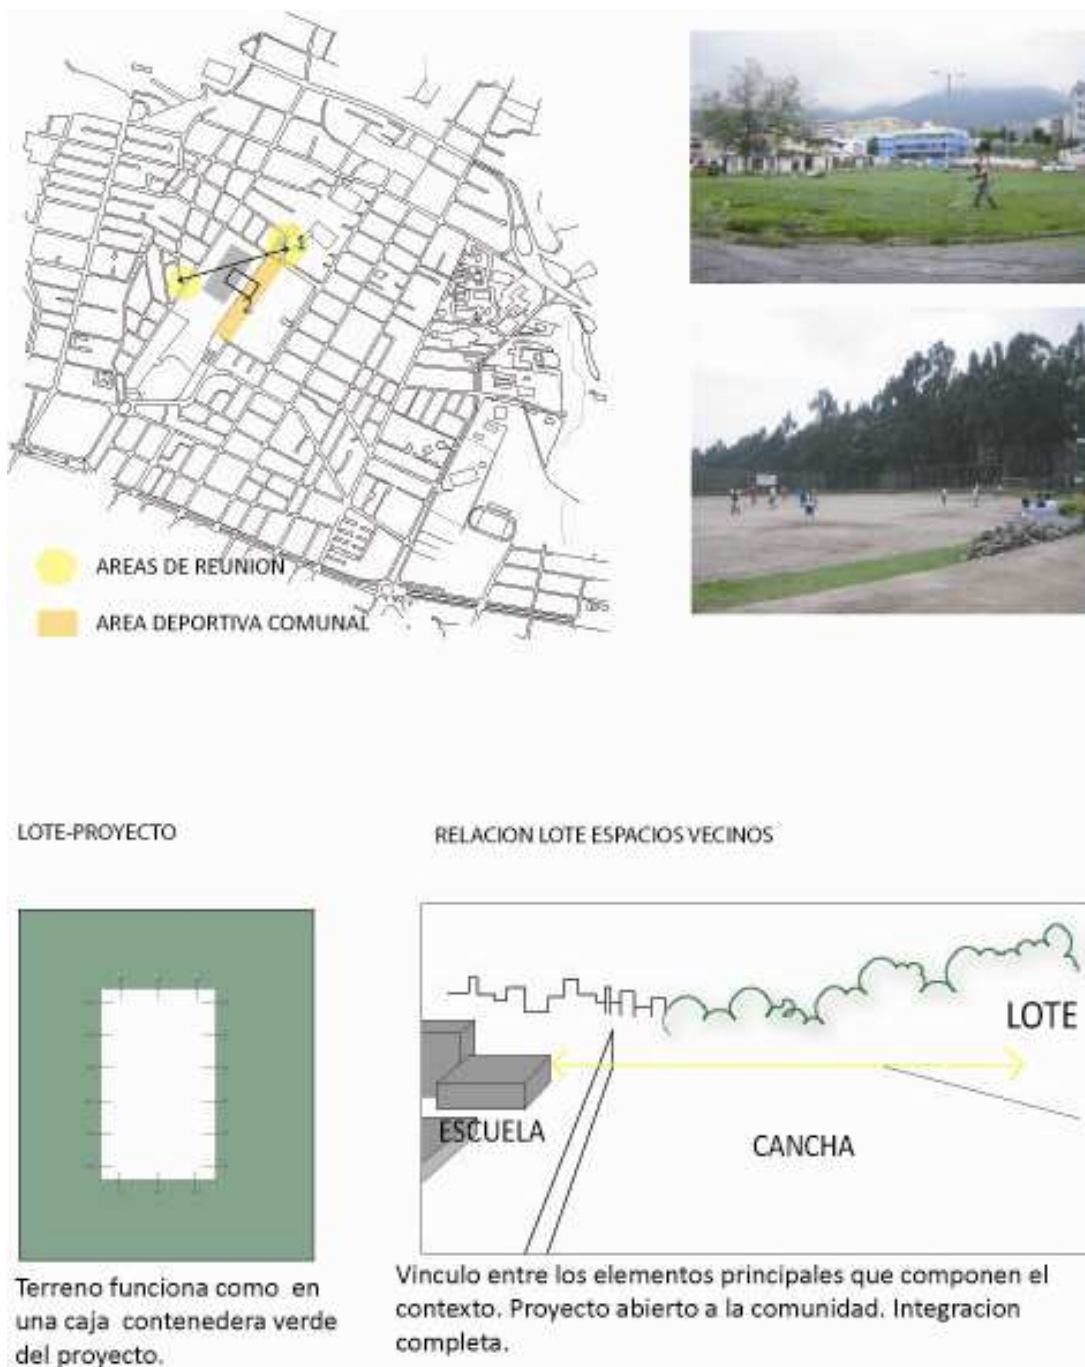 AREAS DE REUNION
AREA DEPORTIVA COMUNAL
LOTE-PROYECTO
RELACION LOTE ESPACIOS VECINOS
LOTE
ESCUELA
CANCHA
Terreno funciona como en
una caja contenedera verde
del proyecto.
Vinculo entre los elementos principales que componen el
contexto. Proyecto abierto a la comunidad. Integracion
completa.